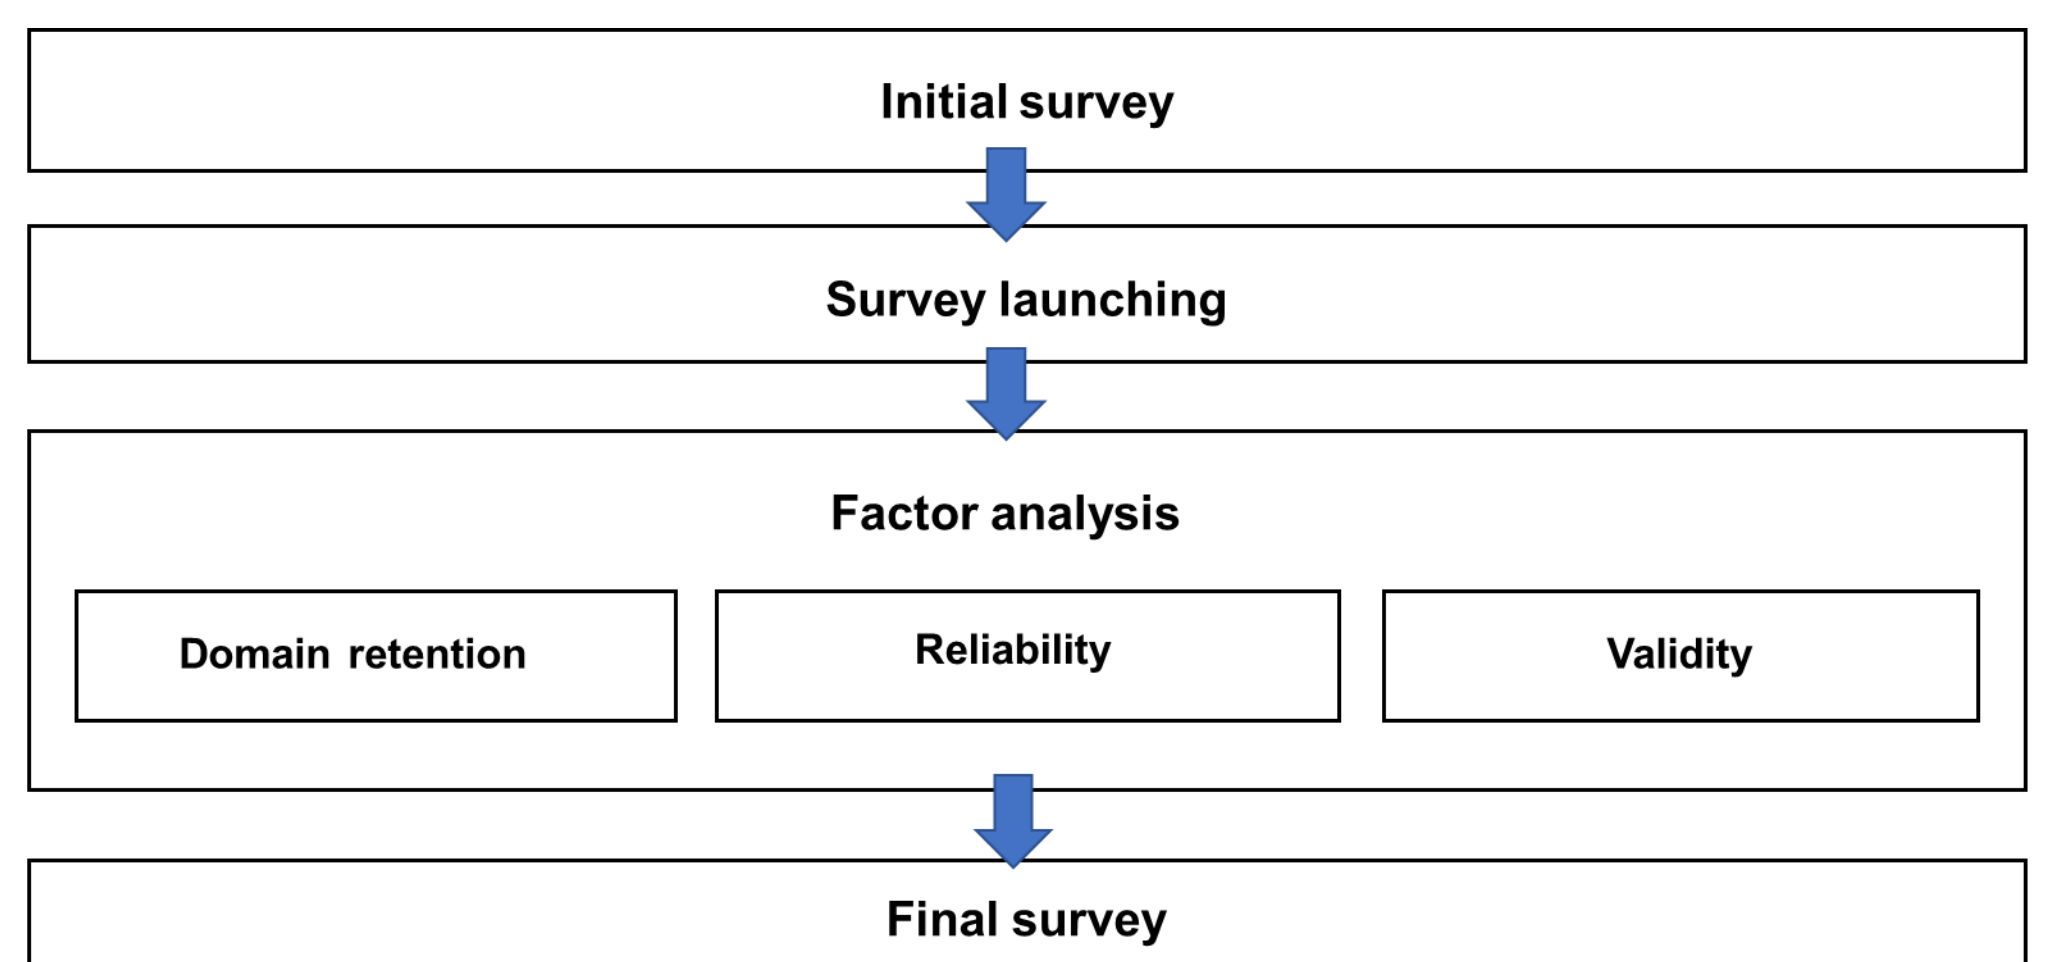 Initial survey
Survey launching
Factor analysis
Domain retention
Reliability
Validity
Final survey